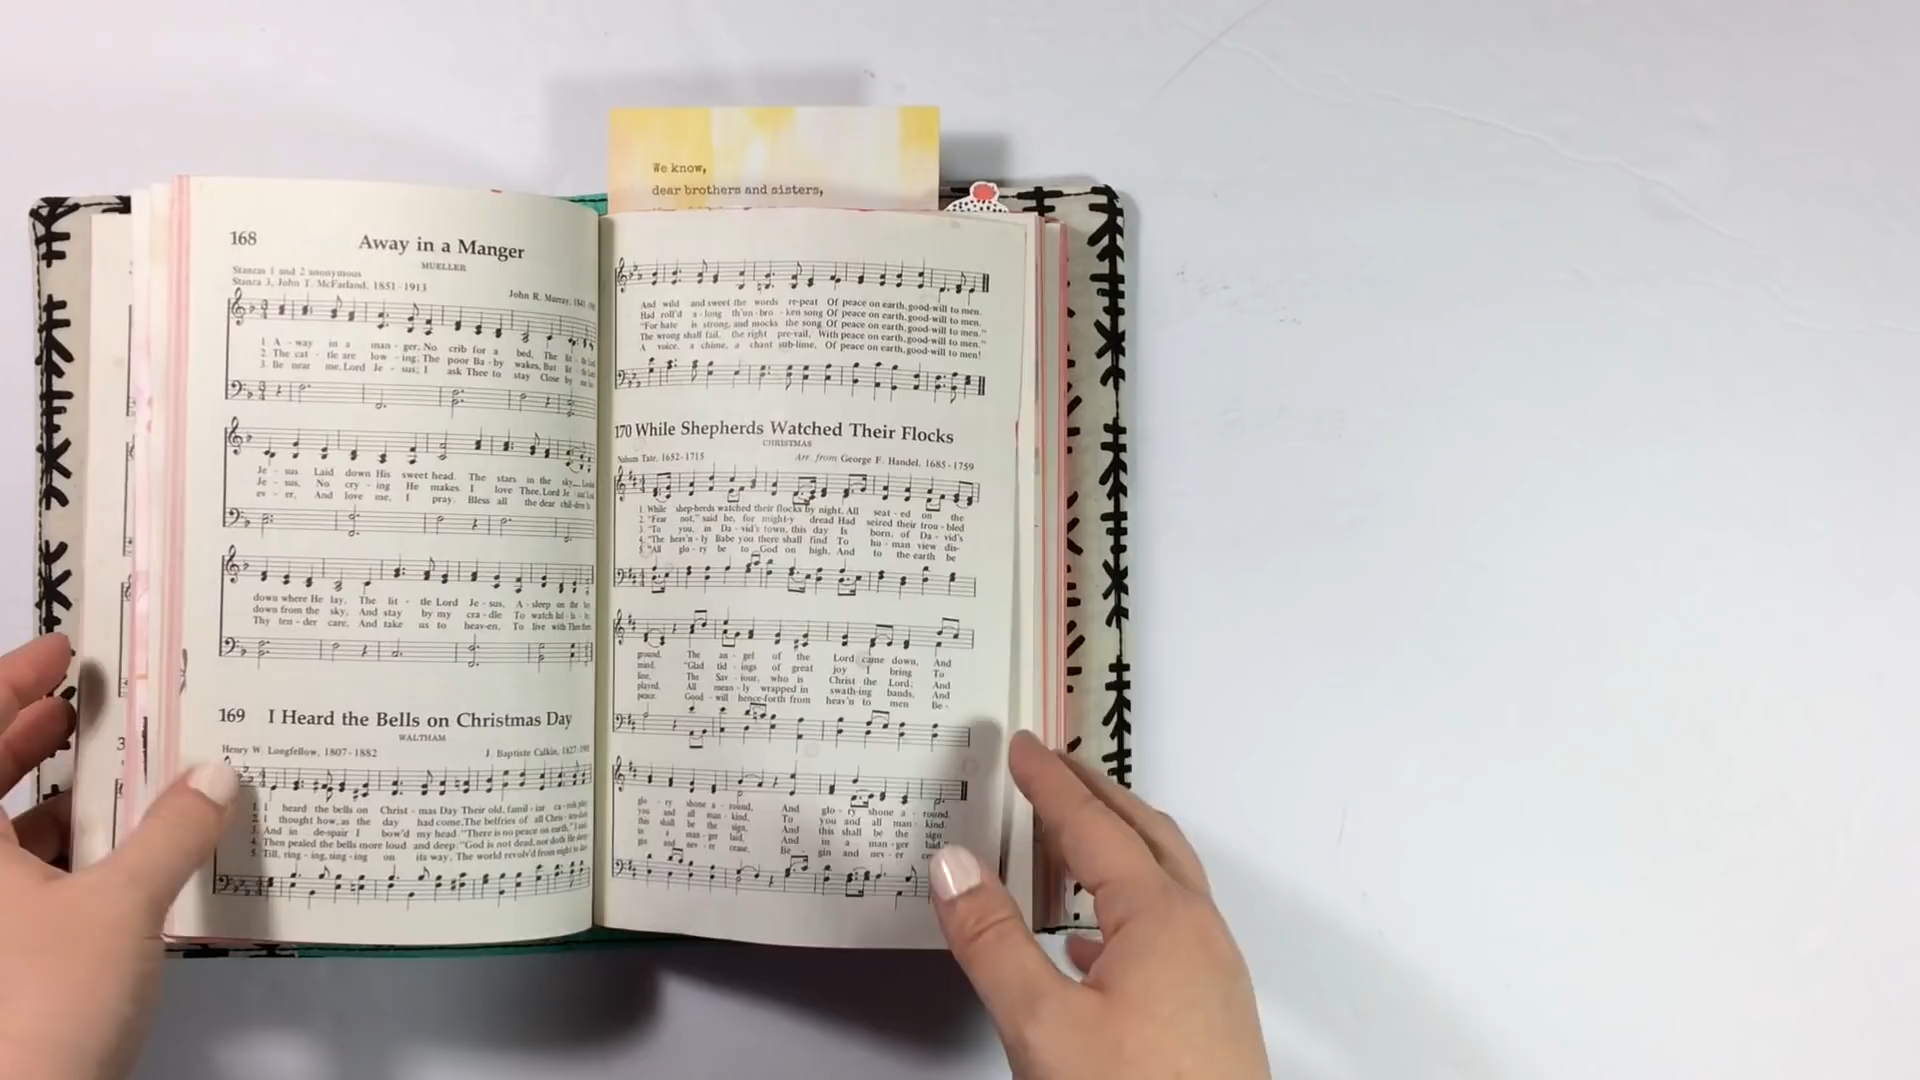 We know,
dear brothers and sisters,
168 Away in a Manger
MUELLER
Stanzas 1 and 2 anonymous
Stanza 3, John T. McFarland, 1851-1913
John R. Murray, 1841
1. A - way in a man - ger, No crib for a bed, The lit - tle Lord
2. The cat - tle are low - ing; The poor Ba - by wakes, But lit - tle Lord
3. Be near me, Lord Je - sus; I ask Thee to stay Close by me
Je - sus Laid down His sweet head. The stars in the sky
Je - sus, No cry - ing He makes. I love Thee, Lord Je - sus!
ev - er, And love me, I pray. Bless all the dear chil - dren
down where He lay, The lit - tle Lord Je - sus, A - sleep on the
down from the sky, And stay by my cra - dle To watch
Thy ten - der care, And take us to heav - en, To live with Thee
169 I Heard the Bells on Christmas Day
WALTHAM
Henry W. Longfellow, 1807-1882
J. Baptiste Calkin, 1827
1. I heard the bells on Christ - mas Day Their old, famil - iar
2. I thought how, as the day had come, The belfries of all
3. And in de - spair I bow'd my head "There is no peace on earth," I
4. Then pealed the bells more loud and deep: "God is not dead, nor doth He
5. Till, ring - ing, sing - ing on its way, The world revolv'd from night
And wild and sweet the words re - peat Of peace on earth, good - will to men.
Had roll'd a - long th'un - bro - ken song Of peace on earth, good - will to men.
"For hate is strong, and mocks the song Of peace on earth, good - will to men."
The wrong shall fail, the right pre - vail, With peace on earth, good - will to men."
A voice, a chime, a chant sub - lime, Of peace on earth, good - will to men!
170 While Shepherds Watched Their Flocks
CHRISTMAS
Nahum Tate, 1652-1715
Arr. from George F. Handel, 1685-1759
1. While shep - herds watched their flocks by night, All seat - ed on the
2. "Fear not," said he, for might - y dread Had seized their trou - bled
3. "To you, in Da - vid's town, this day Is born, of Da - vid's
4. "The heav'n - ly Babe you there shall find To hu - man view dis-
5. "All glo - ry be to God on high, And to the earth be
ground, The an - gel of the Lord came down, And
mind. "Glad tid - ings of great joy I bring To
line, The Sav - iour, who is Christ the Lord; And
played, All mean - ly wrapped in swath - ing bands, And
peace. Good - will hence - forth from heav'n to men Be -
glo - ry shone a - round, And glo - ry shone a - round.
you and all man - kind, To you and all man - kind.
this shall be the sign, And this shall be the sign
in a man - ger laid, And in a man - ger laid."
gin and nev - er cease, Be - gin and nev - er